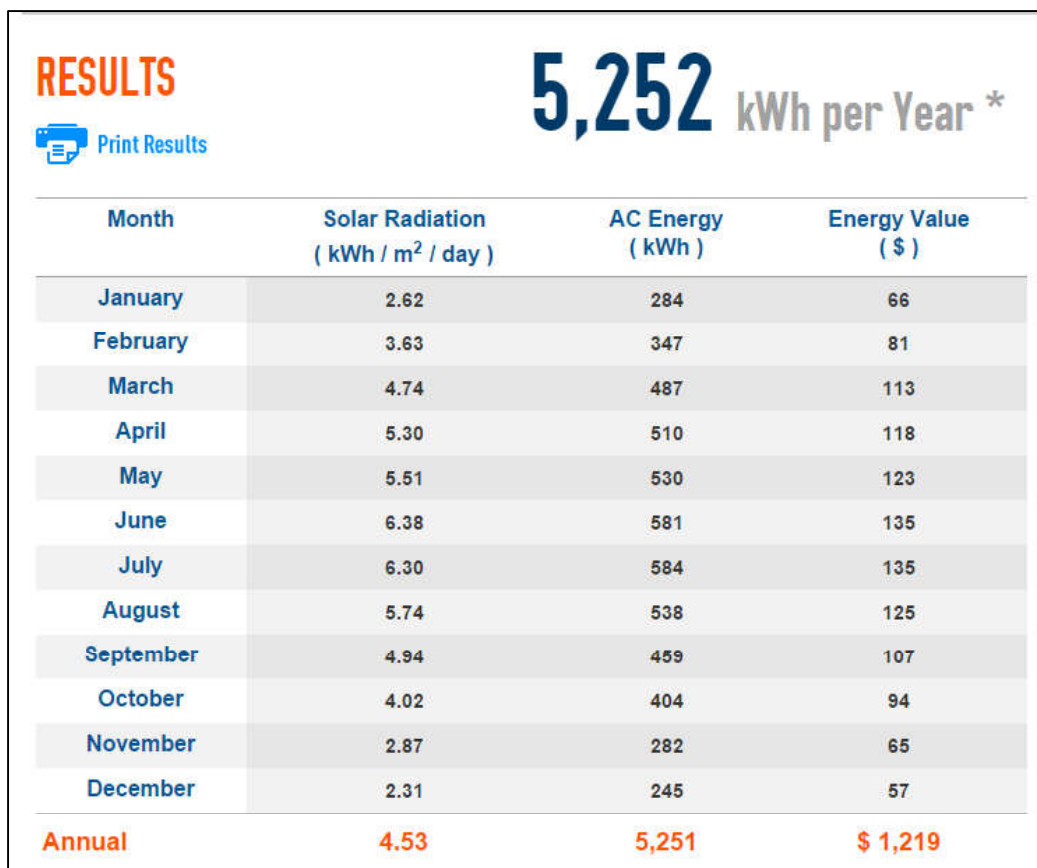 RESULTS
5,252 kWh per Year *
Print Results
Month Solar Radiation AC Energy Energy Value
( kWh / m² / day ) ( kWh ) ( $ )
January 2.62 284 66
February 3.63 347 81
March 4.74 487 113
April 5.30 510 118
May 5.51 530 123
June 6.38 581 135
July 6.30 584 135
August 5.74 538 125
September 4.94 459 107
October 4.02 404 94
November 2.87 282 65
December 2.31 245 57
Annual 4.53 5,251 $ 1,219